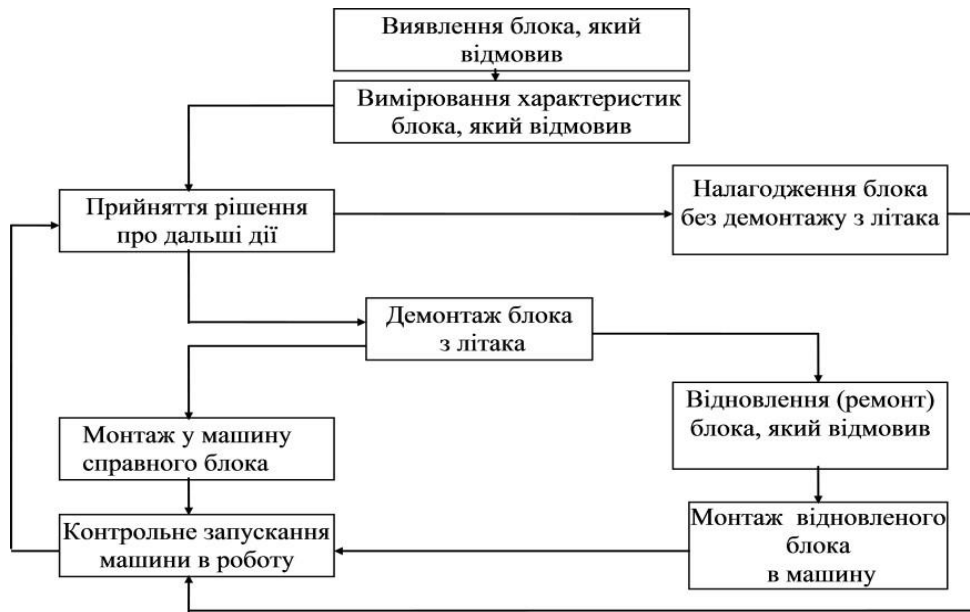 Виявлення блока, який
відмовив
Вимірювання характеристик
блока, який відмовив
Прийняття рішення
про дальші дії
Налагодження блока
без демонтажу з літака
Демонтаж блока
з літака
Відновлення (ремонт)
блока, який відмовив
Монтаж у машину
справного блока
Контрольне запускання
машини в роботу
Монтаж відновленого
блока
в машину